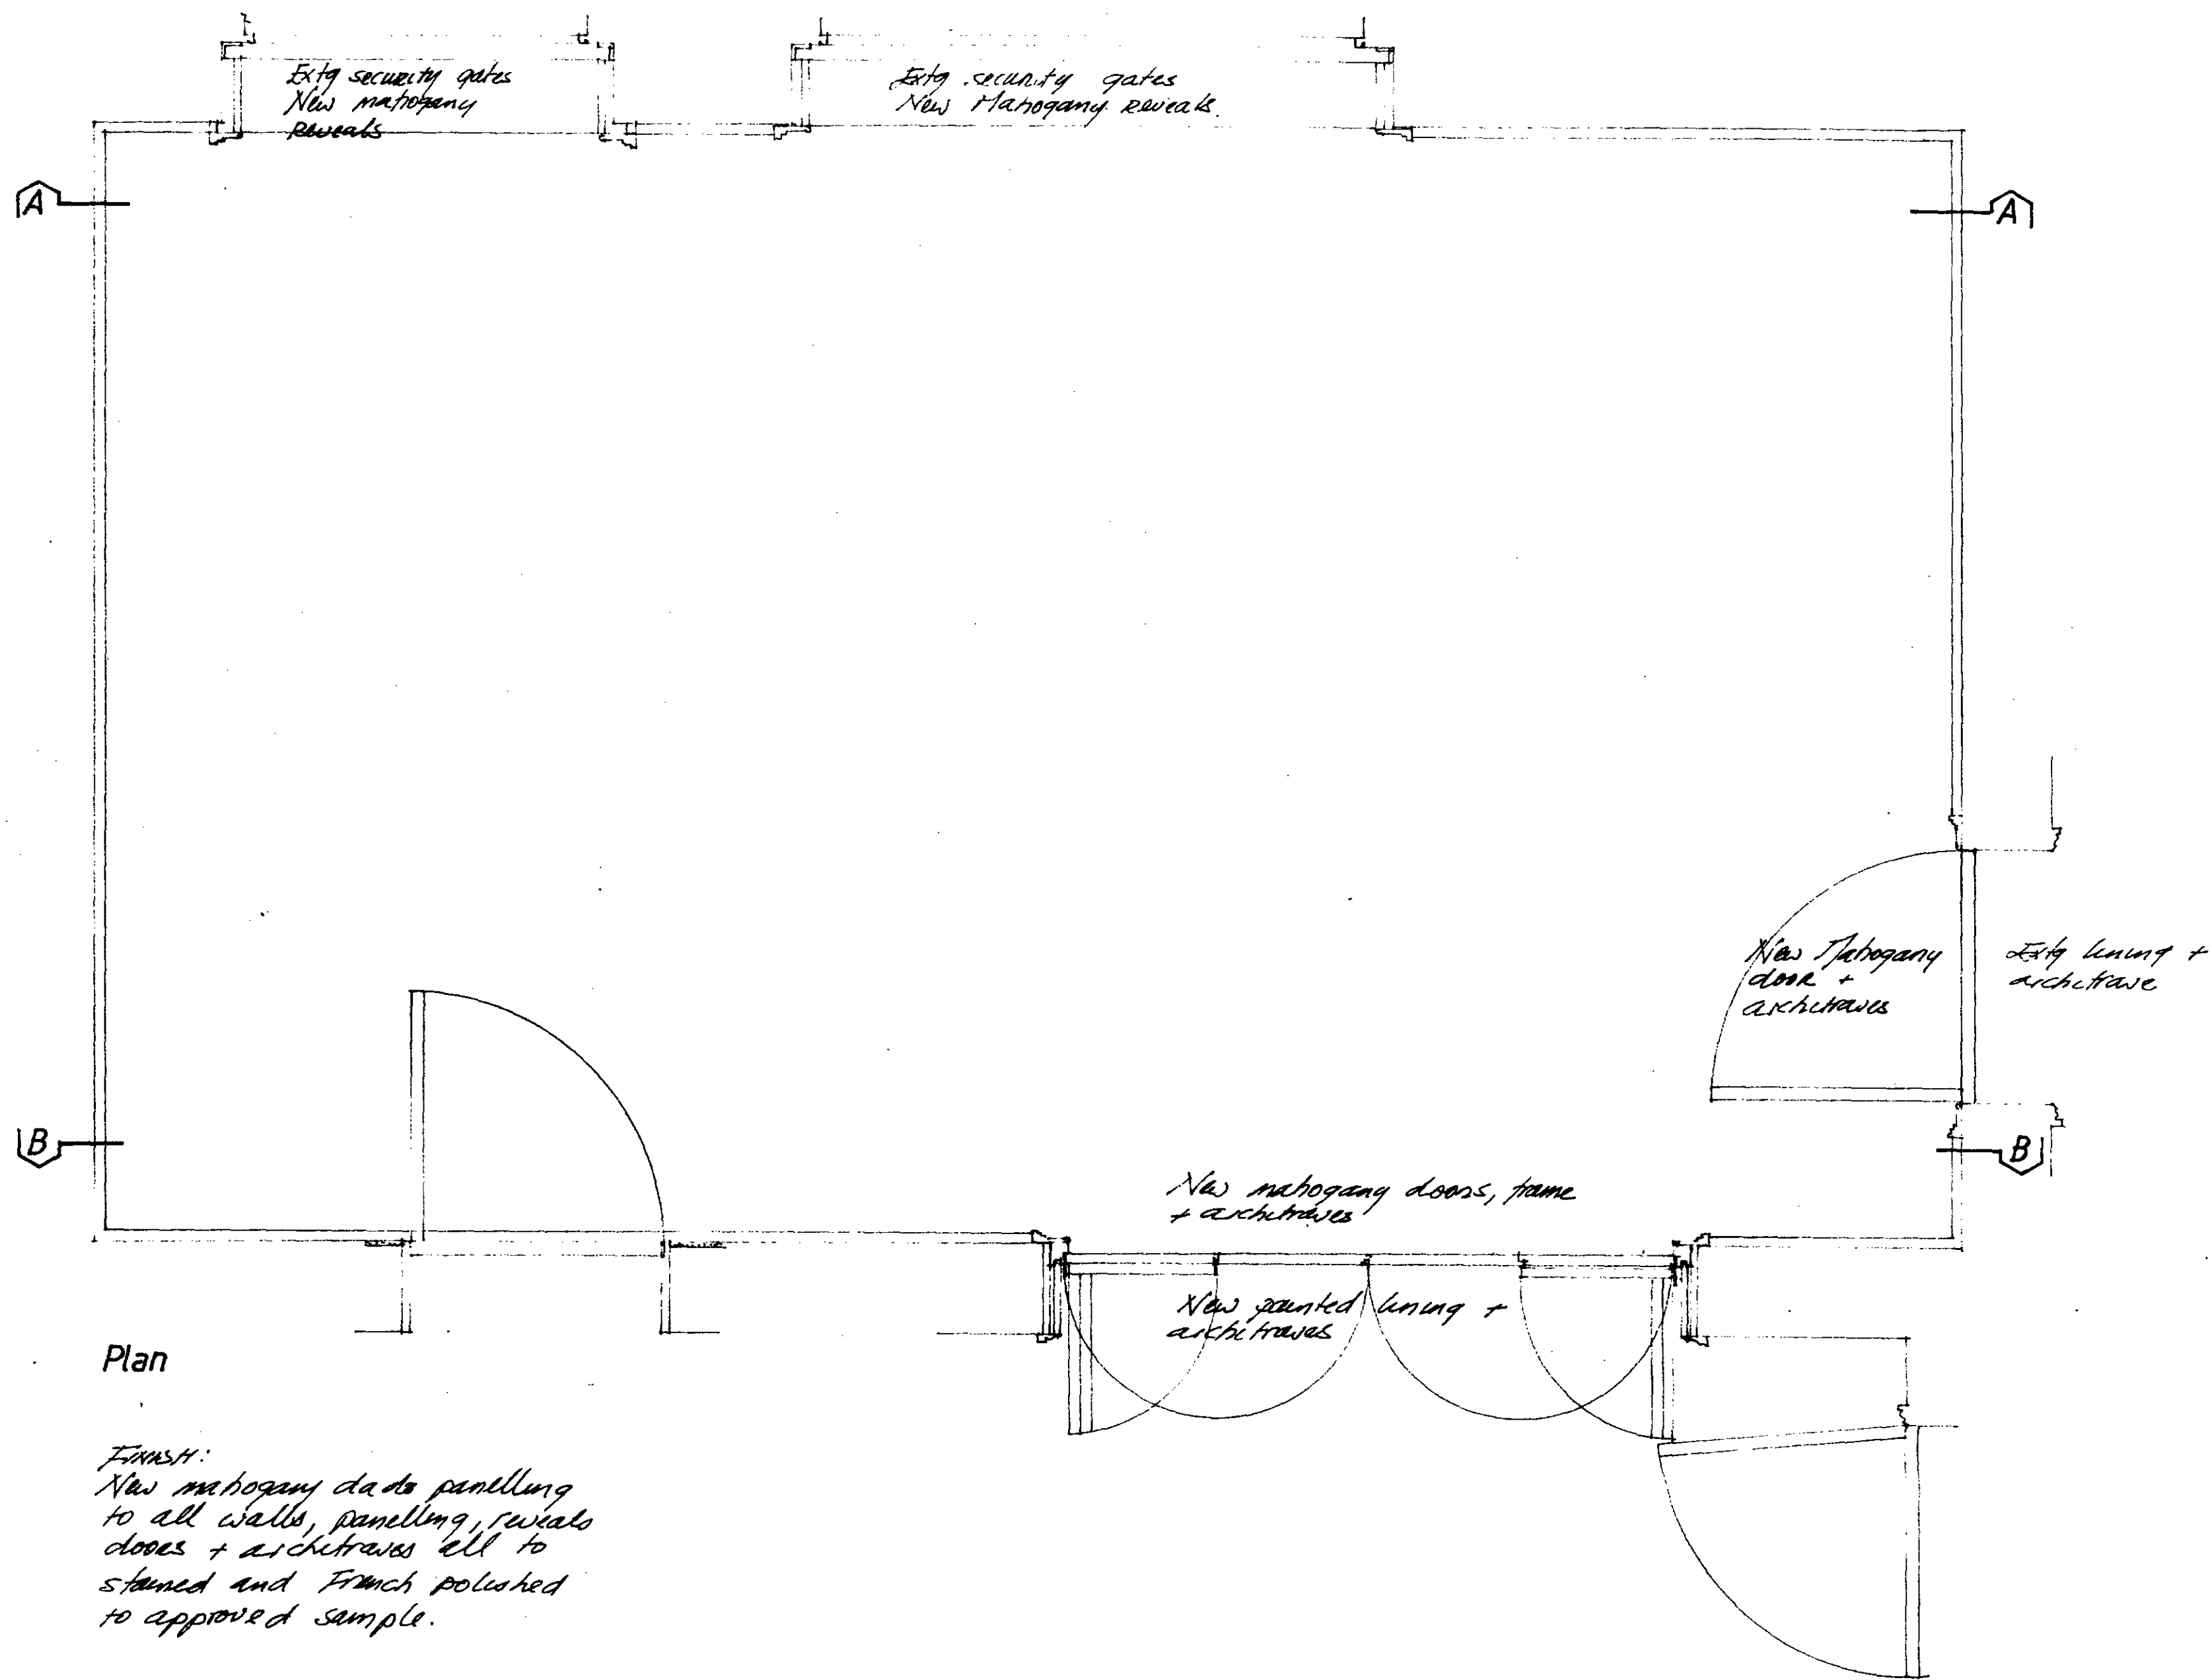 Extg security gates
New mahogany
reveals
Extg security gates
New Mahogany reveals.
A
A
New Mahogany
door +
architraves
Extg lining +
architrave
B
B
New mahogany doors, frame
+ architraves
New painted lining +
architraves
Plan
FINISH:
New mahogany dado panelling
to all walls, panelling, reveals
doors + architraves all to
stained and French polished
to approved sample.